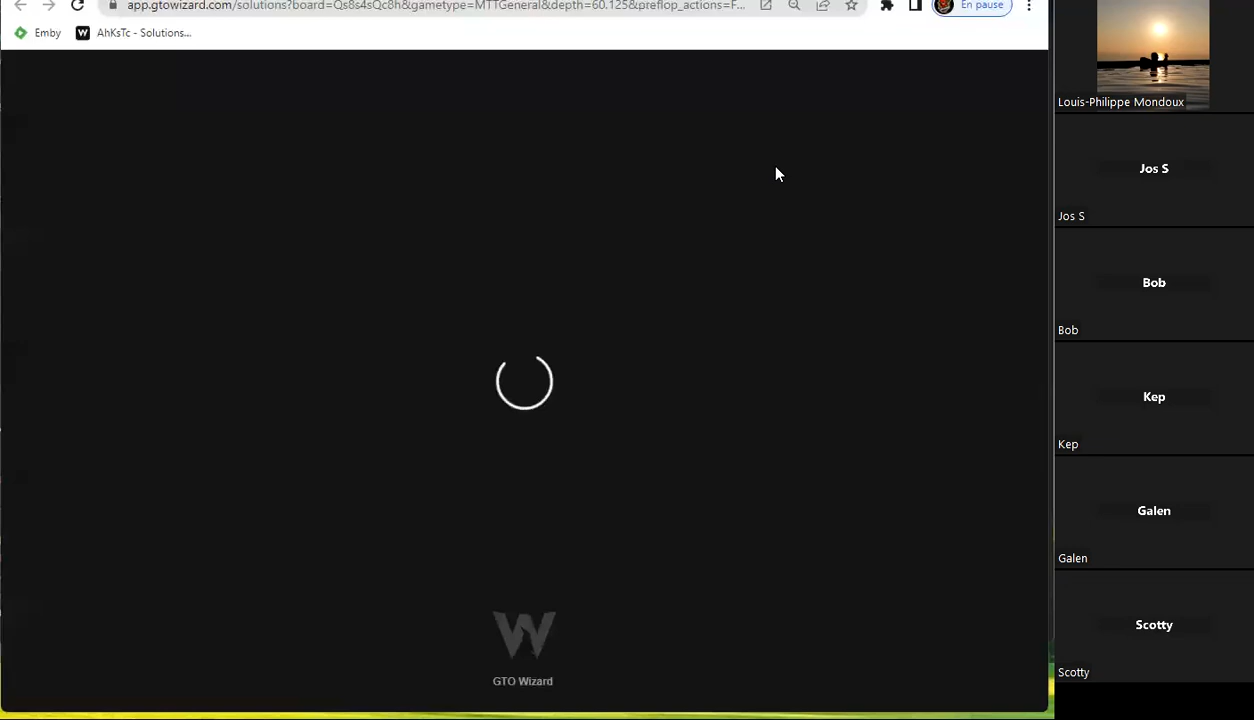 app.gtowizard.com/solutions?board=Qs8s4sQc8h&gametype=MTTGeneral&depth=60.125&preflop_actions=F...
En pause
Emby
AhKsTc - Solutions...
GTO Wizard
Louis-Philippe Mondoux
Jos S
Jos S
Bob
Bob
Kep
Kep
Galen
Galen
Scotty
Scotty